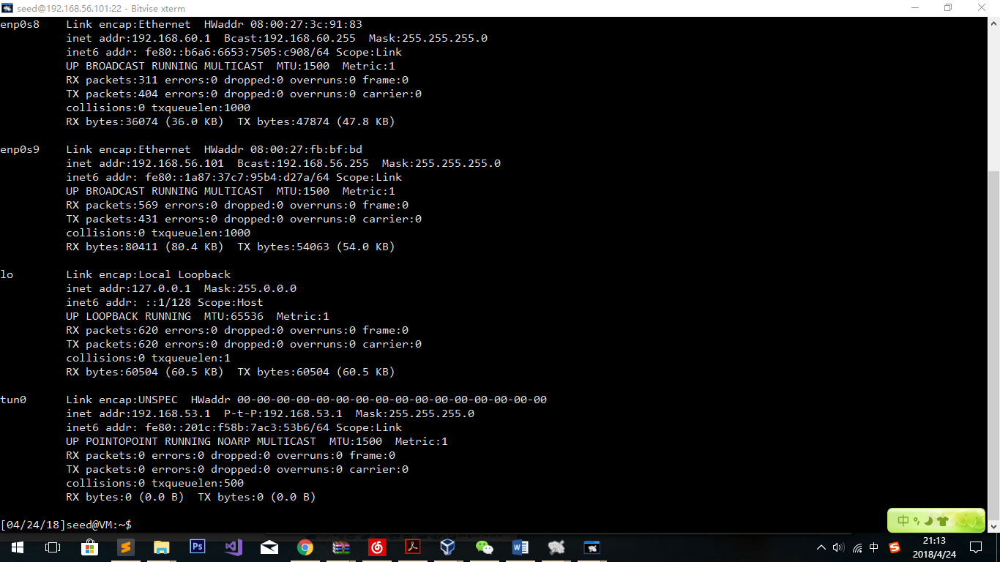 seed@192.168.56.101:22 - Bitvise xterm
enp0s8    Link encap:Ethernet  HWaddr 08:00:27:3c:91:83
          inet addr:192.168.60.1  Bcast:192.168.60.255  Mask:255.255.255.0
          inet6 addr: fe80::b6a6:6653:7505:c908/64 Scope:Link
          UP BROADCAST RUNNING MULTICAST  MTU:1500  Metric:1
          RX packets:311 errors:0 dropped:0 overruns:0 frame:0
          TX packets:404 errors:0 dropped:0 overruns:0 carrier:0
          collisions:0 txqueuelen:1000
          RX bytes:36074 (36.0 KB)  TX bytes:47874 (47.8 KB)
enp0s9    Link encap:Ethernet  HWaddr 08:00:27:fb:bf:bd
          inet addr:192.168.56.101  Bcast:192.168.56.255  Mask:255.255.255.0
          inet6 addr: fe80::1a87:37c7:95b4:d27a/64 Scope:Link
          UP BROADCAST RUNNING MULTICAST  MTU:1500  Metric:1
          RX packets:569 errors:0 dropped:0 overruns:0 frame:0
          TX packets:431 errors:0 dropped:0 overruns:0 carrier:0
          collisions:0 txqueuelen:1000
          RX bytes:80411 (80.4 KB)  TX bytes:54063 (54.0 KB)
lo        Link encap:Local Loopback
          inet addr:127.0.0.1  Mask:255.0.0.0
          inet6 addr: ::1/128 Scope:Host
          UP LOOPBACK RUNNING  MTU:65536  Metric:1
          RX packets:620 errors:0 dropped:0 overruns:0 frame:0
          TX packets:620 errors:0 dropped:0 overruns:0 carrier:0
          collisions:0 txqueuelen:1
          RX bytes:60504 (60.5 KB)  TX bytes:60504 (60.5 KB)
tun0      Link encap:UNSPEC  HWaddr 00-00-00-00-00-00-00-00-00-00-00-00-00-00-00-00
          inet addr:192.168.53.1  P-t-P:192.168.53.1  Mask:255.255.255.0
          inet6 addr: fe80::201c:f58b:7ac3:53b6/64 Scope:Link
          UP POINTOPOINT RUNNING NOARP MULTICAST  MTU:1500  Metric:1
          RX packets:0 errors:0 dropped:0 overruns:0 frame:0
          TX packets:0 errors:0 dropped:0 overruns:0 carrier:0
          collisions:0 txqueuelen:500
          RX bytes:0 (0.0 B)  TX bytes:0 (0.0 B)
[04/24/18]seed@VM:~$
中
Ps
W
中
S
21:13
2018/4/24